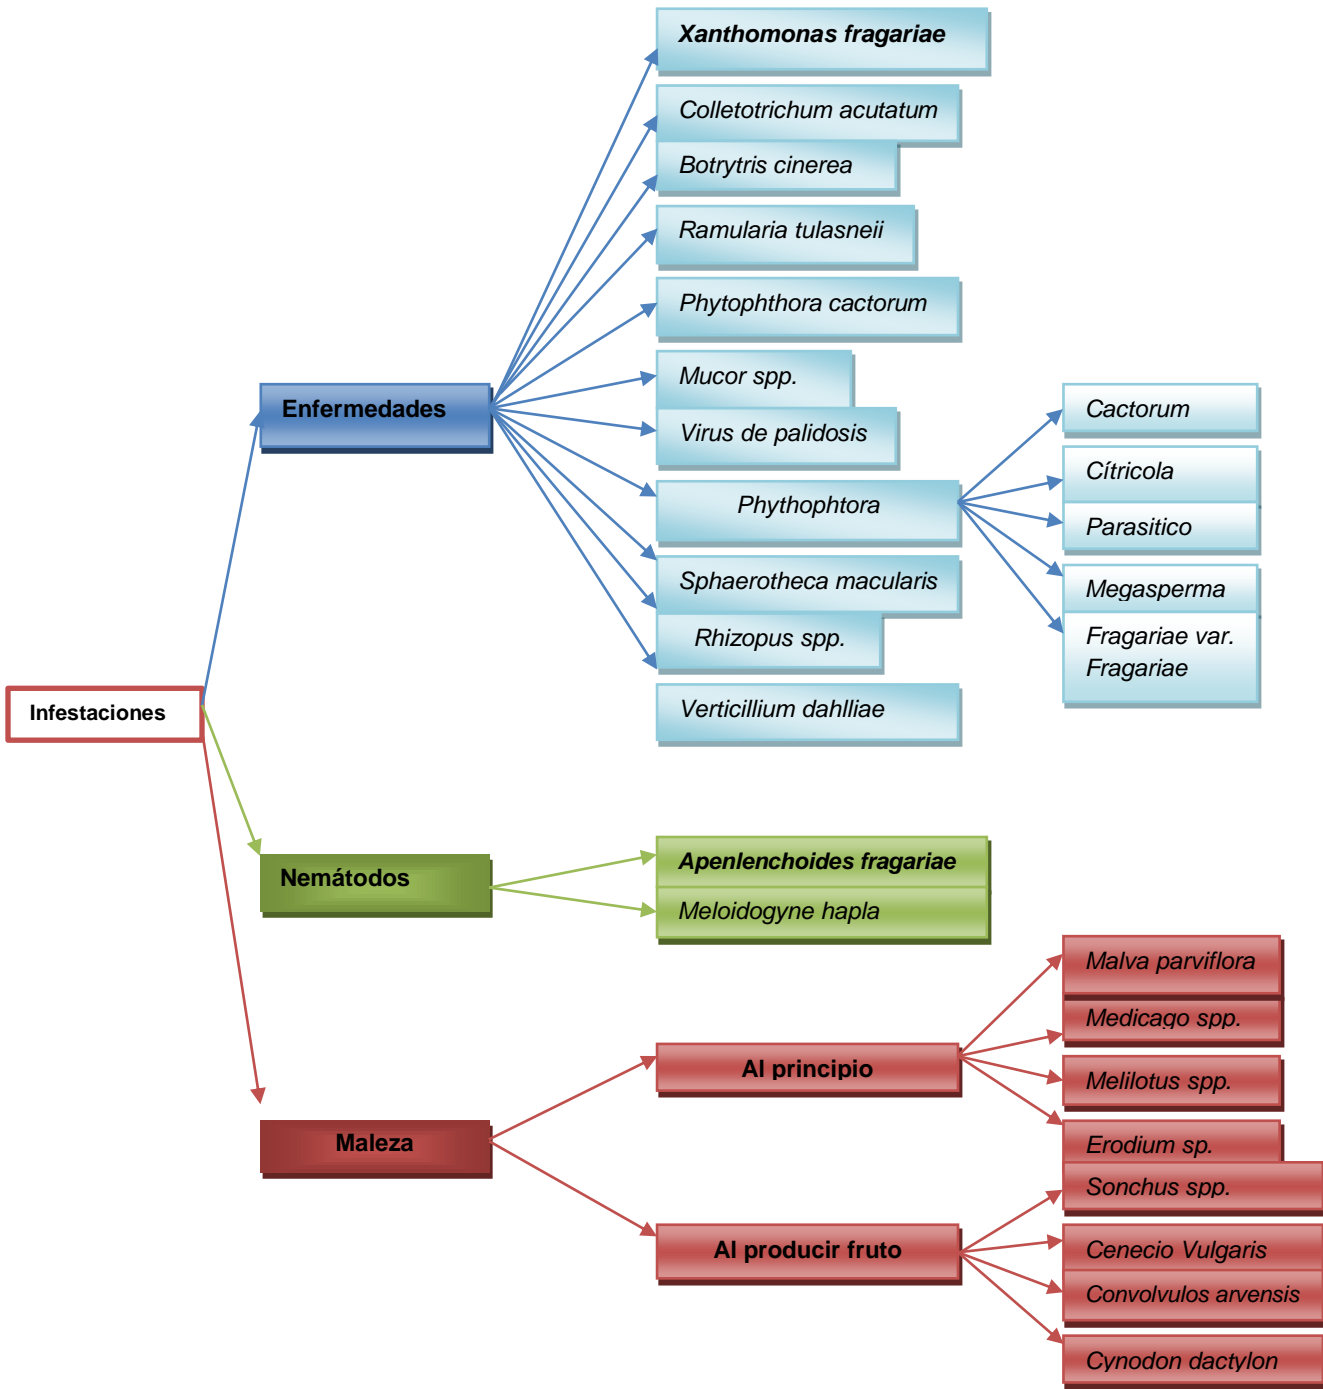 Infestaciones
Enfermedades
Xanthomonas fragariae
Colletotrichum acutatum
Botrytris cinerea
Ramularia tulasneii
Phytophthora cactorum
Mucor spp.
Virus de palidosis
Phythophtora
Cactorum
Cítricola
Parasitico
Megasperma
Fragariae var.
Fragariae
Sphaerotheca macularis
Rhizopus spp.
Verticillium dahlliae
Nemátodos
Apenlenchoides fragariae
Meloidogyne hapla
Maleza
Al principio
Malva parviflora
Medicago spp.
Melilotus spp.
Erodium sp.
Al producir fruto
Sonchus spp.
Cenecio Vulgaris
Convolvulos arvensis
Cynodon dactylon